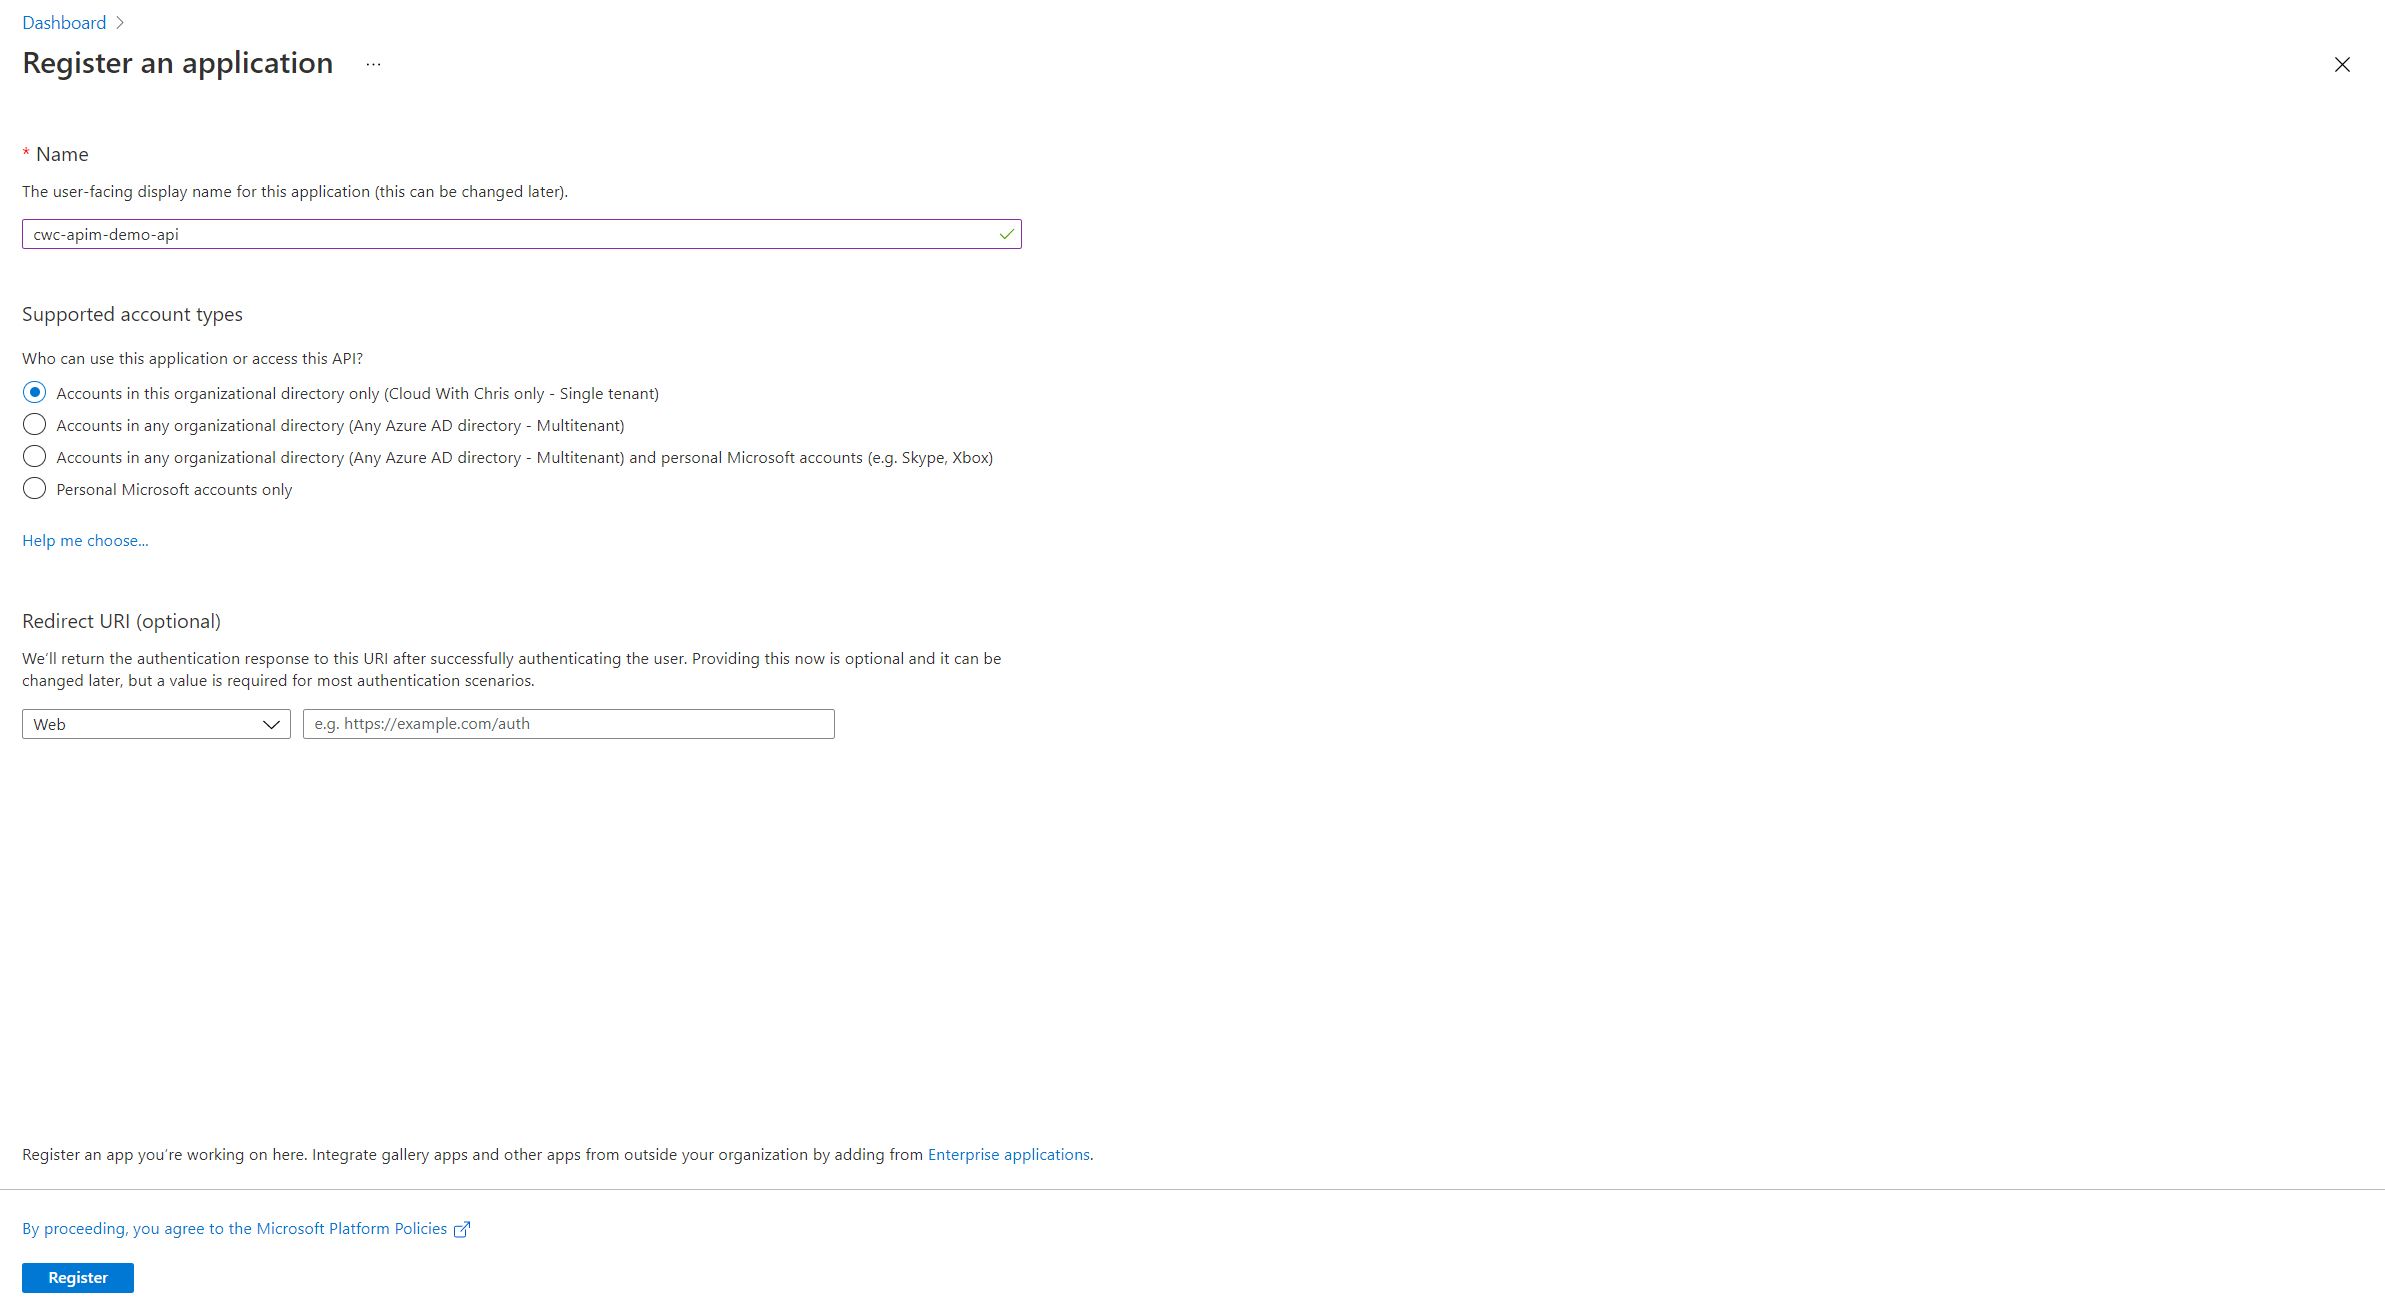 Dashboard
Register an application ...
* Name
The user-facing display name for this application (this can be changed later).
cwc-apim-demo-api
Supported account types
Who can use this application or access this API?
Accounts in this organizational directory only (Cloud With Chris only - Single tenant)
Accounts in any organizational directory (Any Azure AD directory - Multitenant)
Accounts in any organizational directory (Any Azure AD directory - Multitenant) and personal Microsoft accounts (e.g. Skype, Xbox)
Personal Microsoft accounts only
Help me choose...
Redirect URI (optional)
We'll return the authentication response to this URI after successfully authenticating the user. Providing this now is optional and it can be
changed later, but a value is required for most authentication scenarios.
Web e.g. https://example.com/auth
Register an app you're working on here. Integrate gallery apps and other apps from outside your organization by adding from Enterprise applications.
By proceeding, you agree to the Microsoft Platform Policies
Register